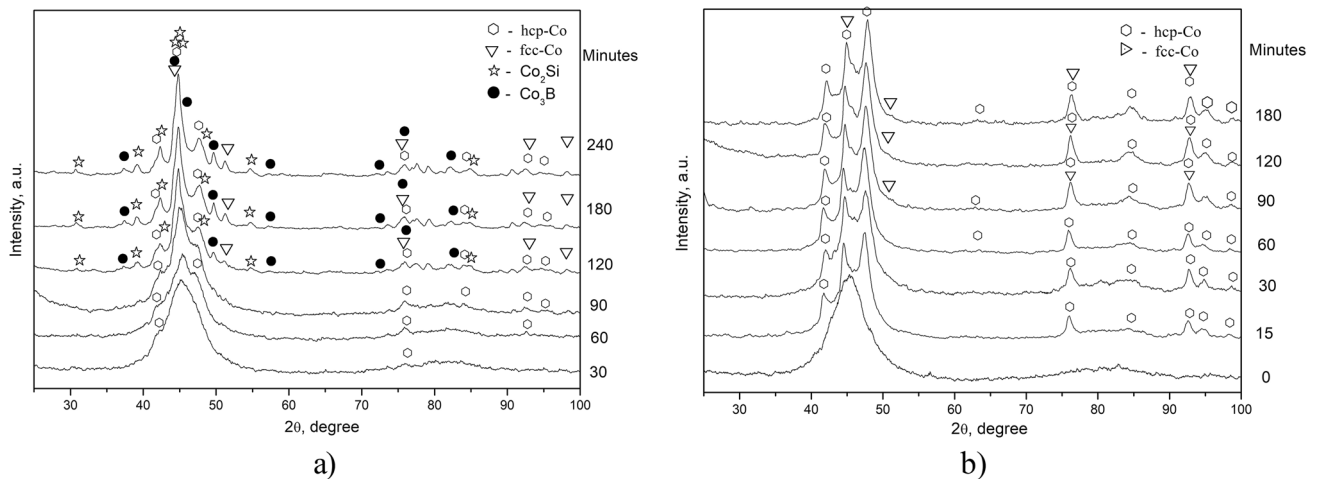 - hcp-Co
- fcc-Co
- Co2Si
- Co3B
Minutes
240
180
120
90
60
30
Intensity, a.u.
30 40 50 60 70 80 90 100
2θ, degree
a)
- hcp-Co
- fcc-Co
Minutes
180
120
90
60
30
15
0
Intensity, a.u.
30 40 50 60 70 80 90 100
2θ, degree
b)